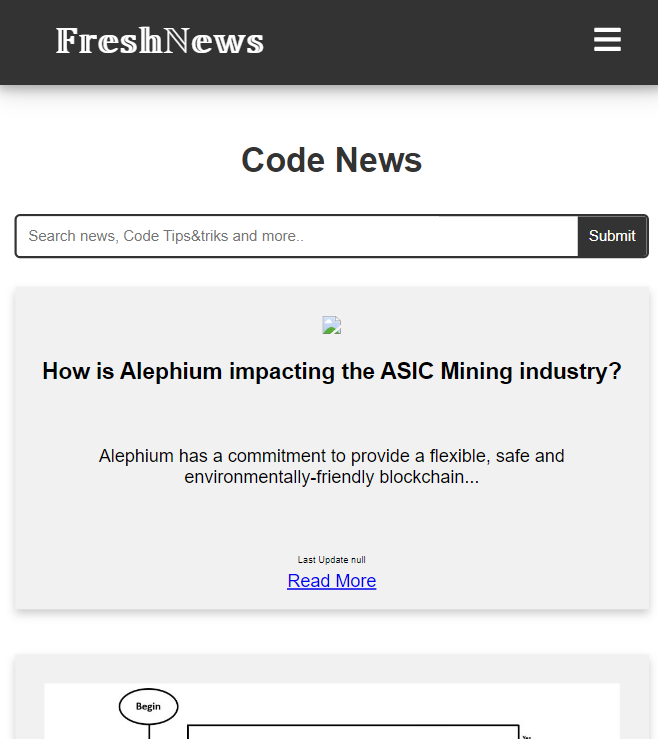 FreshNews
Code News
Search news, Code Tips&triks and more..
Submit
How is Alephium impacting the ASIC Mining industry?
Alephium has a commitment to provide a flexible, safe and
environmentally-friendly blockchain...
Last Update null
Read More
Begin
Yes